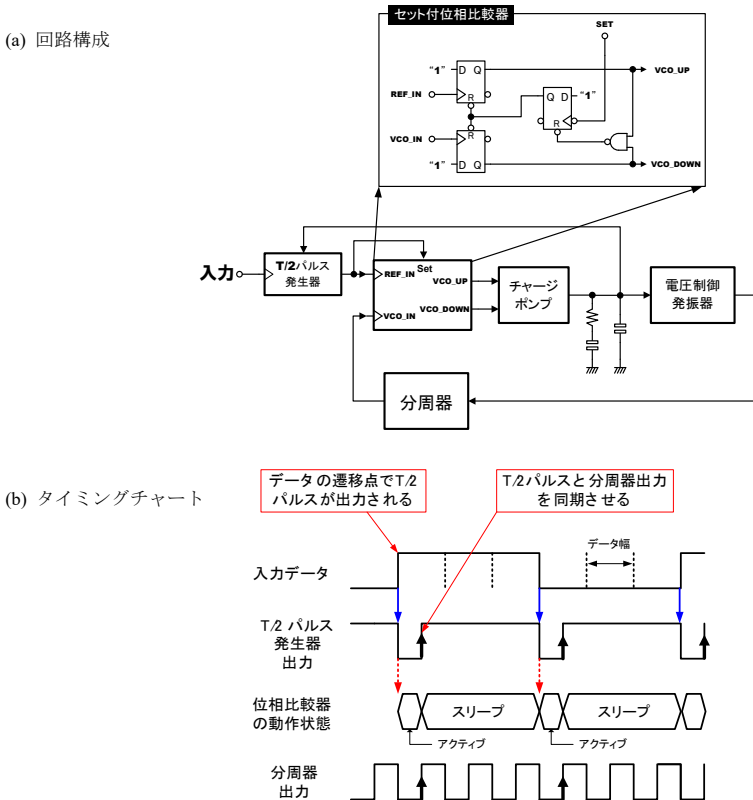 (a) 回路構成
セット付位相比較器
SET
"1" D Q
VCO_UP
REF_IN
R
Q D "1"
R
R
VCO_IN
"1" D Q
VCO_DOWN
入力
T/2パルス
発生器
REF_IN
Set
VCO_UP
VCO_DOWN
VCO_IN
チャージ
ポンプ
電圧制御
発振器
分周器
(b) タイミングチャート
データの遷移点でT/2
パルスが出力される
T/2パルスと分周器出力
を同期させる
データ幅
入力データ
T/2 パルス
発生器
出力
位相比較器
の動作状態
スリープ
スリープ
アクティブ
アクティブ
分周器
出力